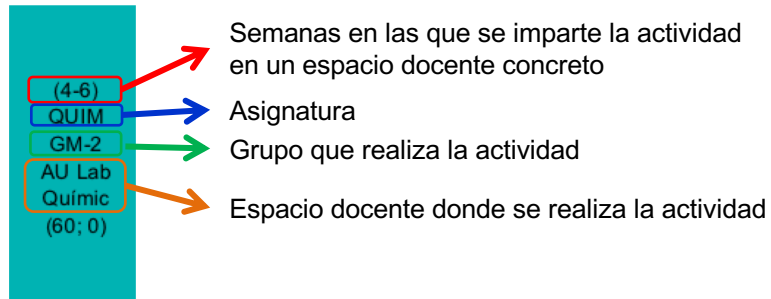 Semanas en las que se imparte la actividad
en un espacio docente concreto
(4-6)
QUIM
Asignatura
GM-2
Grupo que realiza la actividad
AU Lab
Químic
Espacio docente donde se realiza la actividad
(60; 0)